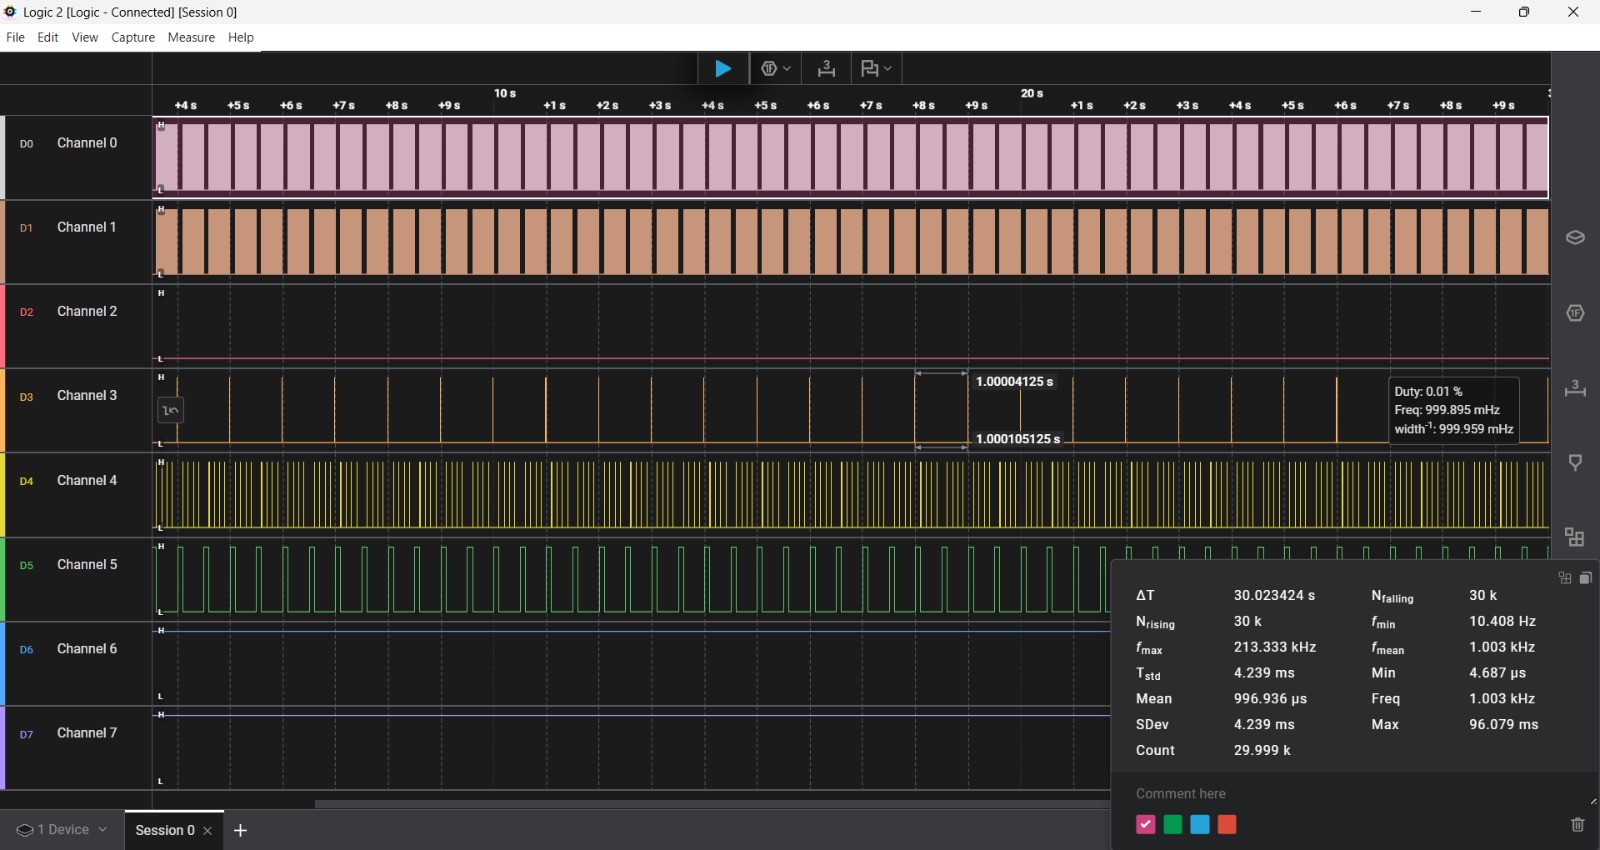 Logic 2 [Logic - Connected] [Session 0]
File Edit View Capture Measure Help
10 s 20 s
+4 s +5 s +6 s +7 s +8 s +9 s +1 s +2 s +3 s +4 s +5 s +6 s +7 s +8 s +9 s +1 s +2 s +3 s +4 s +5 s +6 s +7 s +8 s +9 s
H
D0 Channel 0
L
H
D1 Channel 1
L
H
D2 Channel 2
L
H
D3 Channel 3
L
1.00004125 s
1.000105125 s
Duty: 0.01 %
Freq: 999.895 mHz
width⁻¹: 999.959 mHz
H
D4 Channel 4
L
H
D5 Channel 5
L
H
D6 Channel 6
L
H
D7 Channel 7
L
3
1F
3
ΔT 30.023424 s Nfalling 30 k
Nrising 30 k fmin 10.408 Hz
fmax 213.333 kHz fmean 1.003 kHz
Tstd 4.239 ms Min 4.687 µs
Mean 996.936 µs Freq 1.003 kHz
SDev 4.239 ms Max 96.079 ms
Count 29.999 k
Comment here
1 Device Session 0